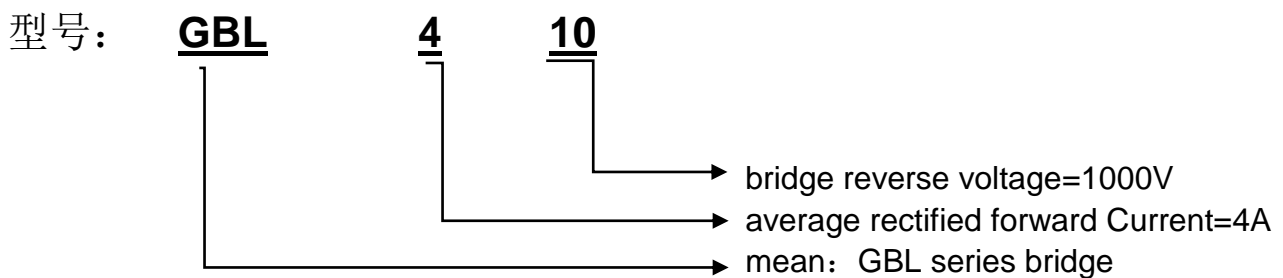 型号： GBL 4 10
bridge reverse voltage=1000V
average rectified forward Current=4A
mean：GBL series bridge